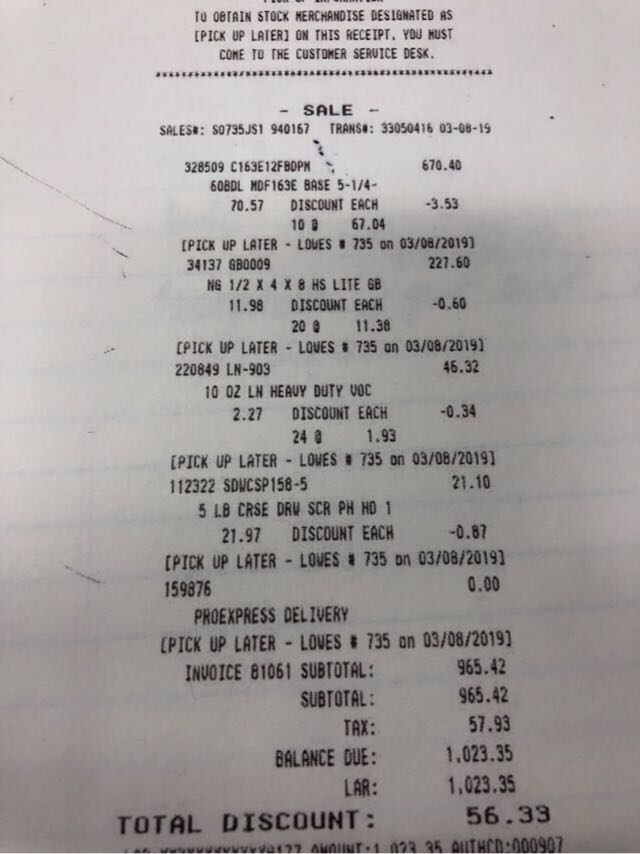 TO OBTAIN STOCK MERCHANDISE DESIGNATED AS
[PICK UP LATER] ON THIS RECEIPT, YOU MUST
COME TO THE CUSTOMER SERVICE DESK.
- SALE -
SALES#: S0735JS1 940167 TRANS#: 33050416 03-08-19
328509 C163E12FBDPM 670.40
60BDL MDF163E BASE 5-1/4-
70.57 DISCOUNT EACH -3.53
10 @ 67.04
[PICK UP LATER - LOWES # 735 on 03/08/2019]
34137 GB0009 227.60
NG 1/2 X 4 X 8 HS LITE GB
11.98 DISCOUNT EACH -0.60
20 @ 11.38
[PICK UP LATER - LOWES # 735 on 03/08/2019]
220849 LN-903 46.32
10 OZ LN HEAVY DUTY VOC
2.27 DISCOUNT EACH -0.34
24 @ 1.93
[PICK UP LATER - LOWES # 735 on 03/08/2019]
112322 SDWCSP158-5 21.10
5 LB CRSE DRW SCR PH HD 1
21.97 DISCOUNT EACH -0.87
[PICK UP LATER - LOWES # 735 on 03/08/2019]
159876 0.00
PROEXPRESS DELIVERY
[PICK UP LATER - LOWES # 735 on 03/08/2019]
INVOICE 81061 SUBTOTAL: 965.42
SUBTOTAL: 965.42
TAX: 57.93
BALANCE DUE: 1,023.35
LAR: 1,023.35
TOTAL DISCOUNT: 56.33
AMOUNT:1,023.35 AUTHCD:000907